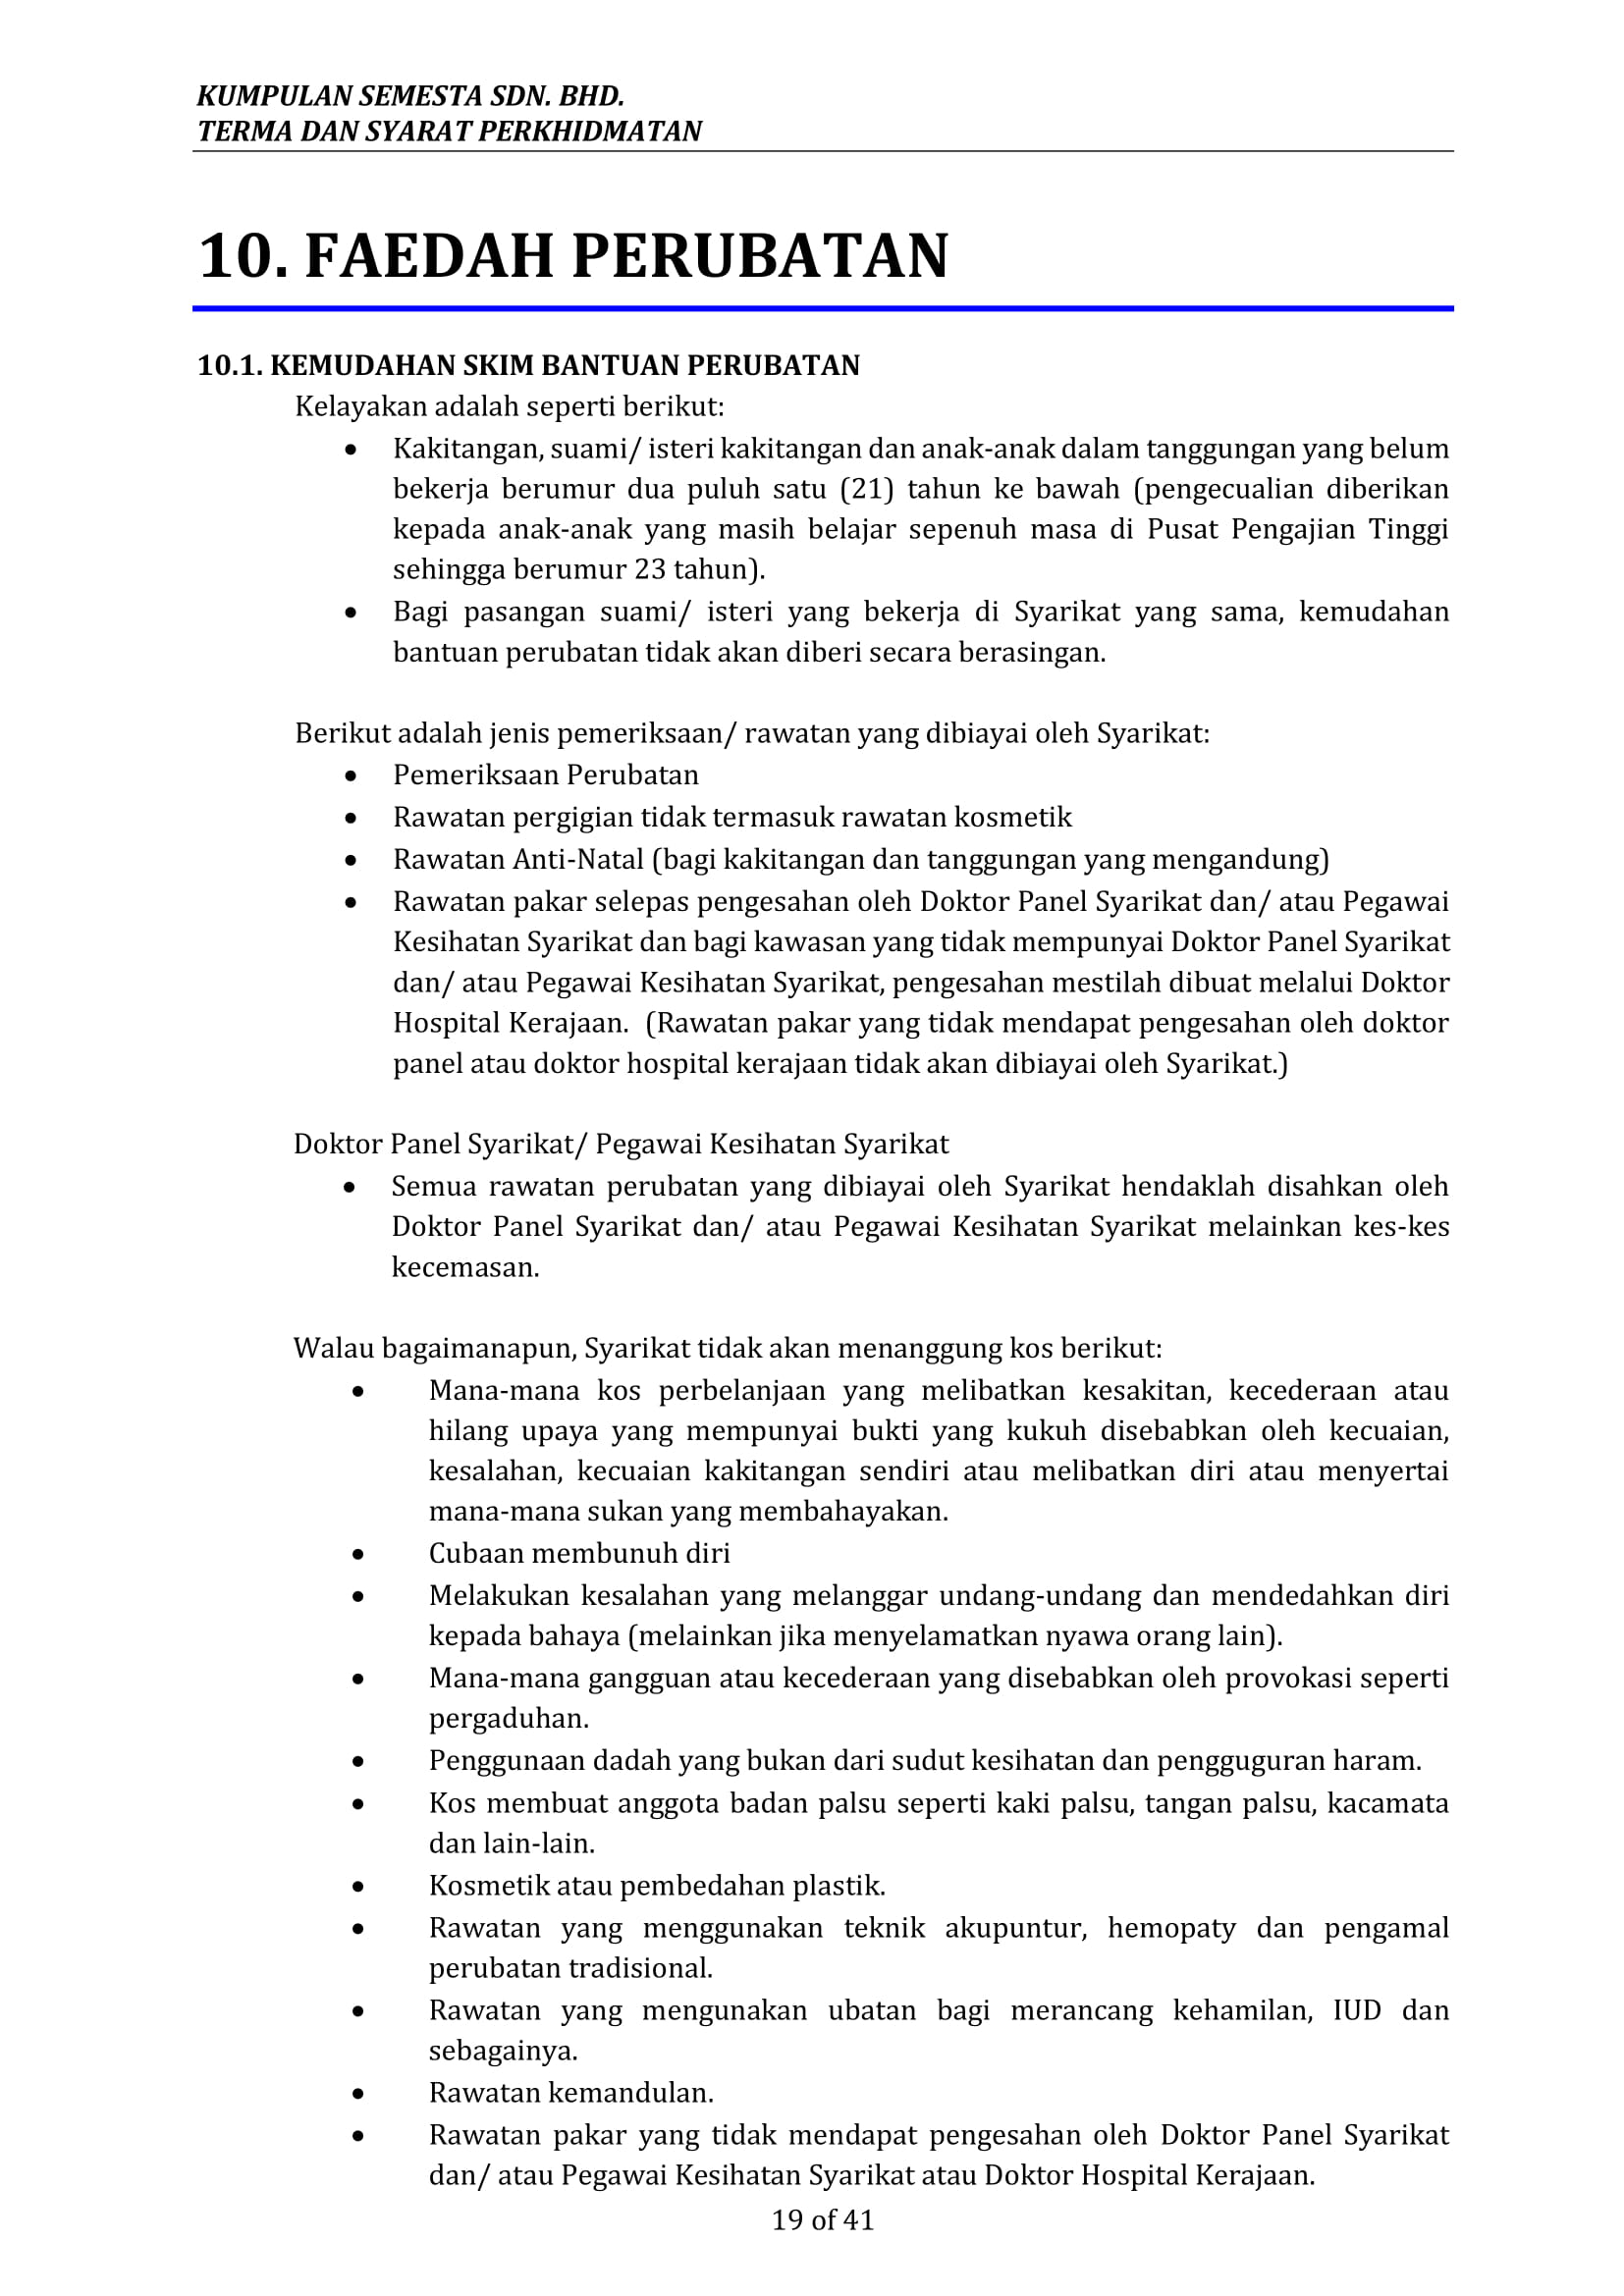 KUMPULAN SEMESTA SDN. BHD.
TERMA DAN SYARAT PERKHIDMATAN
10. FAEDAH PERUBATAN
10.1. KEMUDAHAN SKIM BANTUAN PERUBATAN
Kelayakan adalah seperti berikut:
• Kakitangan, suami/ isteri kakitangan dan anak-anak dalam tanggungan yang belum
bekerja berumur dua puluh satu (21) tahun ke bawah (pengecualian diberikan
kepada anak-anak yang masih belajar sepenuh masa di Pusat Pengajian Tinggi
sehingga berumur 23 tahun).
• Bagi pasangan suami/ isteri yang bekerja di Syarikat yang sama, kemudahan
bantuan perubatan tidak akan diberi secara berasingan.
Berikut adalah jenis pemeriksaan/ rawatan yang dibiayai oleh Syarikat:
• Pemeriksaan Perubatan
• Rawatan pergigian tidak termasuk rawatan kosmetik
• Rawatan Anti-Natal (bagi kakitangan dan tanggungan yang mengandung)
• Rawatan pakar selepas pengesahan oleh Doktor Panel Syarikat dan/ atau Pegawai
Kesihatan Syarikat dan bagi kawasan yang tidak mempunyai Doktor Panel Syarikat
dan/ atau Pegawai Kesihatan Syarikat, pengesahan mestilah dibuat melalui Doktor
Hospital Kerajaan. (Rawatan pakar yang tidak mendapat pengesahan oleh doktor
panel atau doktor hospital kerajaan tidak akan dibiayai oleh Syarikat.)
Doktor Panel Syarikat/ Pegawai Kesihatan Syarikat
• Semua rawatan perubatan yang dibiayai oleh Syarikat hendaklah disahkan oleh
Doktor Panel Syarikat dan/ atau Pegawai Kesihatan Syarikat melainkan kes-kes
kecemasan.
Walau bagaimanapun, Syarikat tidak akan menanggung kos berikut:
• Mana-mana kos perbelanjaan yang melibatkan kesakitan, kecederaan atau
hilang upaya yang mempunyai bukti yang kukuh disebabkan oleh kecuaian,
kesalahan, kecuaian kakitangan sendiri atau melibatkan diri atau menyertai
mana-mana sukan yang membahayakan.
• Cubaan membunuh diri
• Melakukan kesalahan yang melanggar undang-undang dan mendedahkan diri
kepada bahaya (melainkan jika menyelamatkan nyawa orang lain).
• Mana-mana gangguan atau kecederaan yang disebabkan oleh provokasi seperti
pergaduhan.
• Penggunaan dadah yang bukan dari sudut kesihatan dan pengguguran haram.
• Kos membuat anggota badan palsu seperti kaki palsu, tangan palsu, kacamata
dan lain-lain.
• Kosmetik atau pembedahan plastik.
• Rawatan yang menggunakan teknik akupuntur, hemopaty dan pengamal
perubatan tradisional.
• Rawatan yang mengunakan ubatan bagi merancang kehamilan, IUD dan
sebagainya.
• Rawatan kemandulan.
• Rawatan pakar yang tidak mendapat pengesahan oleh Doktor Panel Syarikat
dan/ atau Pegawai Kesihatan Syarikat atau Doktor Hospital Kerajaan.
19 of 41